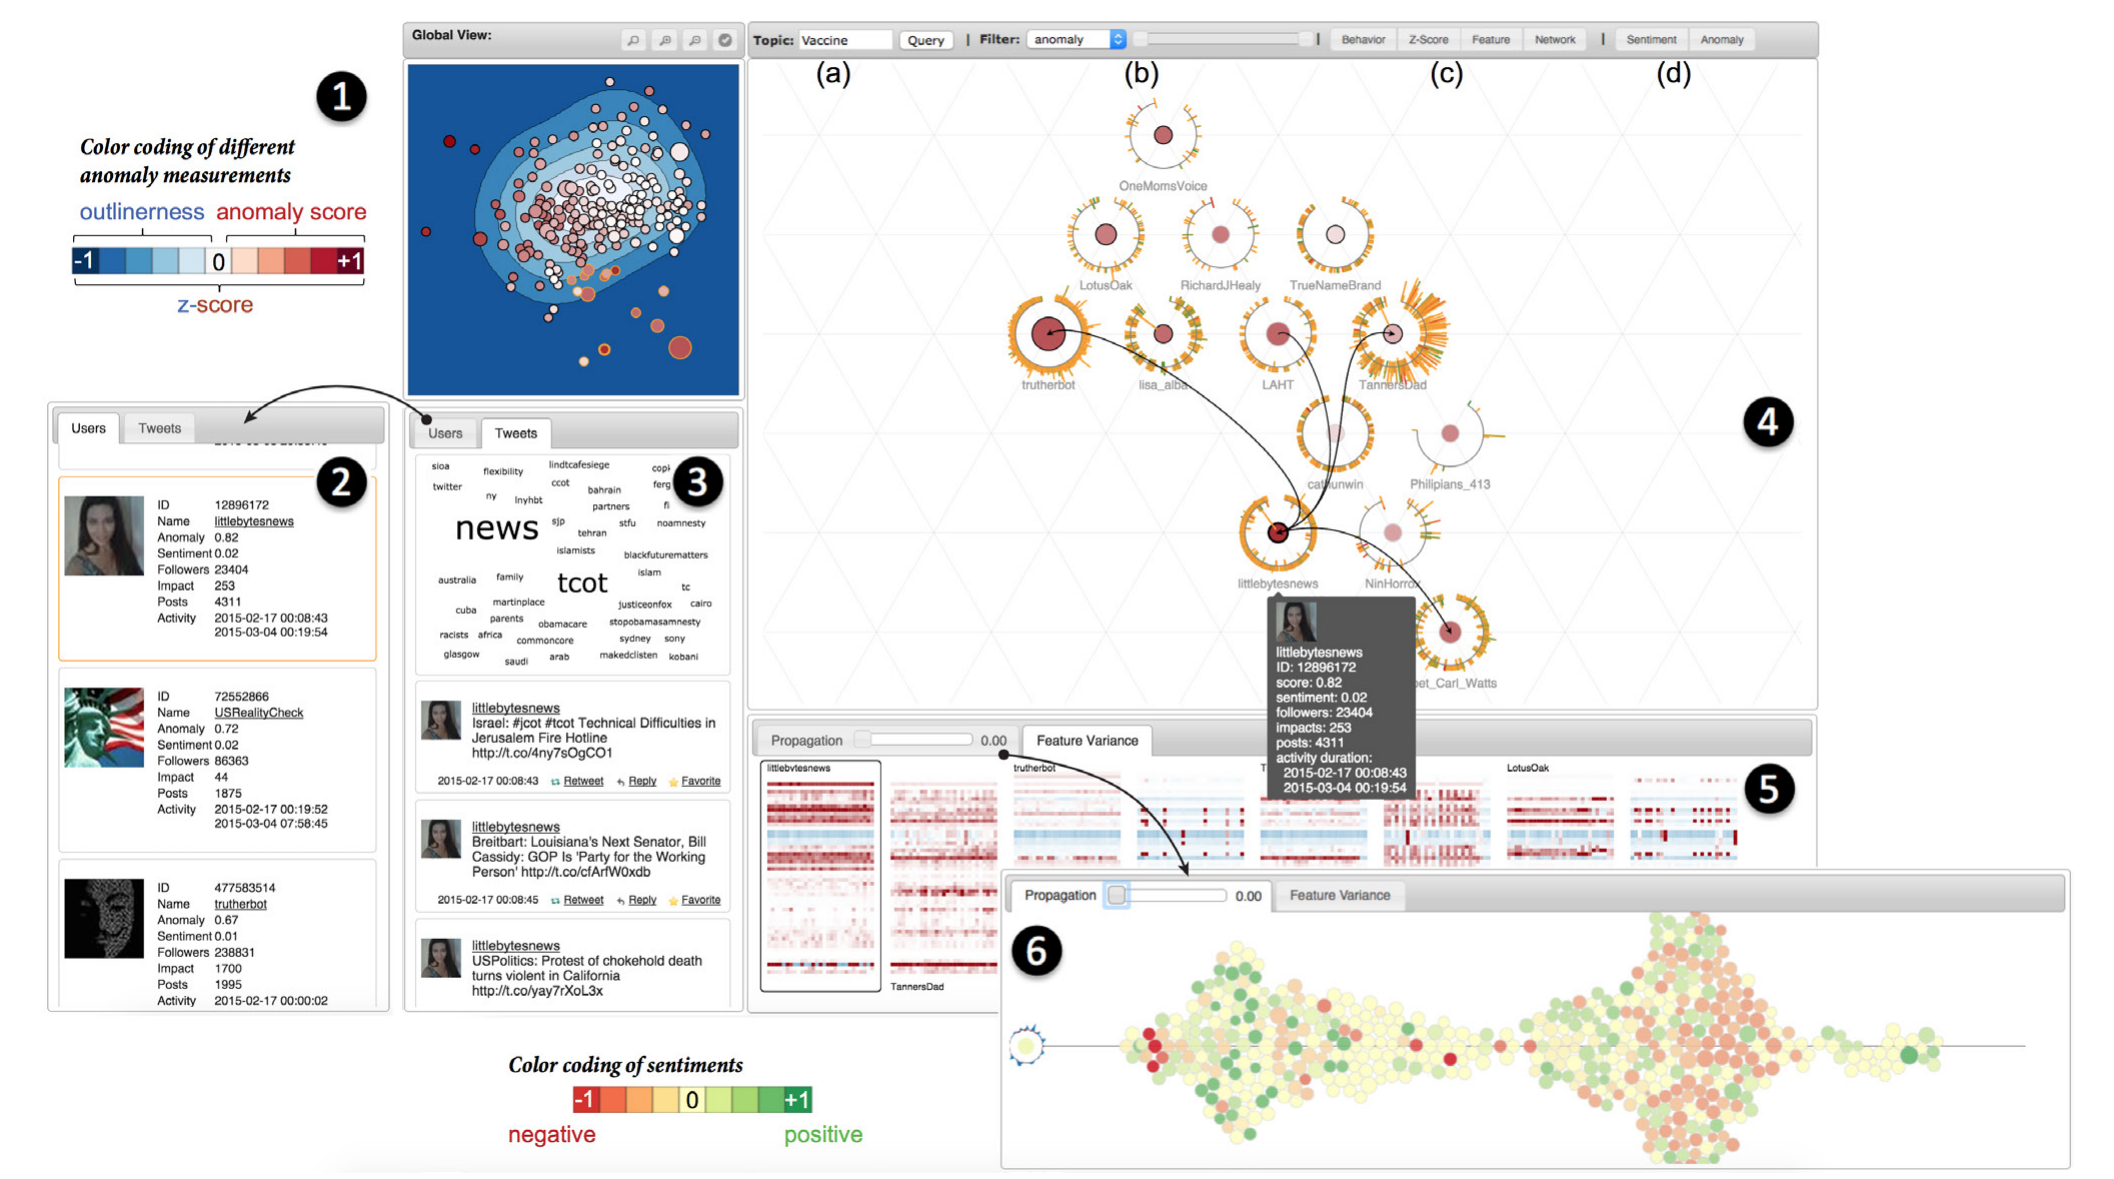 1
Color coding of different
anomaly measurements
outlinerness anomaly score
-1 0 +1
z-score
Global View:
Topic: Vaccine Query | Filter: anomaly | Behavior Z-Score Feature Network | Sentiment Anomaly
(a) (b) (c) (d)
OneMomsVoice
LotusOak RichardJHealy TrueNameBrand
trutherbot lisa_alba LAHT TannersDad
Philipians_413
littlebytesnews NinHorror
4
littlebytesnews
ID: 12896172
score: 0.82
sentiment: 0.02
followers: 23404
impacts: 253
posts: 4311
activity duration:
2015-02-17 00:08:43
2015-03-04 00:19:54
et_Carl_Watts
Users Tweets
2
ID 12896172
Name littlebytesnews
Anomaly 0.82
Sentiment 0.02
Followers 23404
Impact 253
Posts 4311
Activity 2015-02-17 00:08:43
2015-03-04 00:19:54
ID 72552866
Name USRealityCheck
Anomaly 0.72
Sentiment 0.02
Followers 86363
Impact 44
Posts 1875
Activity 2015-02-17 00:19:52
2015-03-04 07:58:45
ID 477583514
Name trutherbot
Anomaly 0.67
Sentiment 0.01
Followers 238831
Impact 1700
Posts 1995
Activity 2015-02-17 00:00:02
Users Tweets
3
sioa flexibility lindtcafesiege copi
twitter ny lnyhbt ccot bahrain ferg
partners fi
news sjp stfu noamnesty
tehran
islamists blackfuturematters
australia family tcot islam tc
cuba martinplace justiceonfox cairo
parents obamacare stopobamasamnesty
racists africa commoncore sydney sony
glasgow saudi arab makedclisten kobani
littlebytesnews
Israel: #jcot #tcot Technical Difficulties in
Jerusalem Fire Hotline
http://t.co/4ny7sOgCO1
2015-02-17 00:08:43 Retweet Reply Favorite
littlebytesnews
Breitbart: Louisiana's Next Senator, Bill
Cassidy: GOP Is 'Party for the Working
Person' http://t.co/cfArfW0xdb
2015-02-17 00:08:45 Retweet Reply Favorite
littlebytesnews
USPolitics: Protest of chokehold death
turns violent in California
http://t.co/yay7rXoL3x
Propagation 0.00 Feature Variance
littlebytesnews trutherbot T LotusOak
5
TannersDad
Propagation 0.00 Feature Variance
6
Color coding of sentiments
-1 0 +1
negative positive